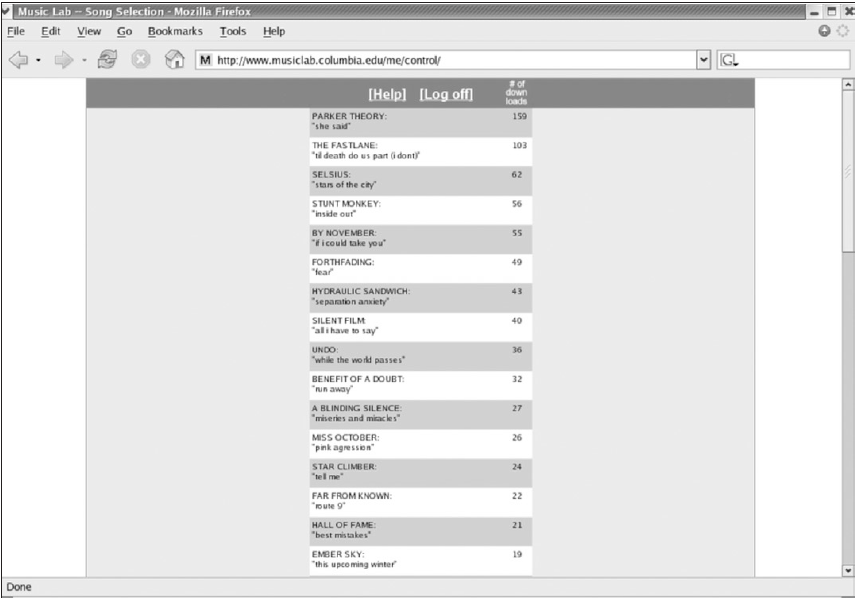 Music Lab -- Song Selection - Mozilla Firefox
File Edit View Go Bookmarks Tools Help
M http://www.musiclab.columbia.edu/me/control/ G
[Help] [Log off] # of
down
loads
PARKER THEORY: 159
"she said"
THE FASTLANE: 103
"til death do us part (i dont)"
SELSIUS: 62
"stars of the city"
STUNT MONKEY: 56
"inside out"
BY NOVEMBER: 55
"if i could take you"
FORTHFADING: 49
"fear"
HYDRAULIC SANDWICH: 43
"separation anxiety"
SILENT FILM: 40
"all i have to say"
UNDO: 36
"while the world passes"
BENEFIT OF A DOUBT: 32
"run away"
A BLINDING SILENCE: 27
"miseries and miracles"
MISS OCTOBER: 26
"pink agression"
STAR CLIMBER: 24
"tell me"
FAR FROM KNOWN: 22
"route 9"
HALL OF FAME: 21
"best mistakes"
EMBER SKY: 19
"this upcoming winter"
Done